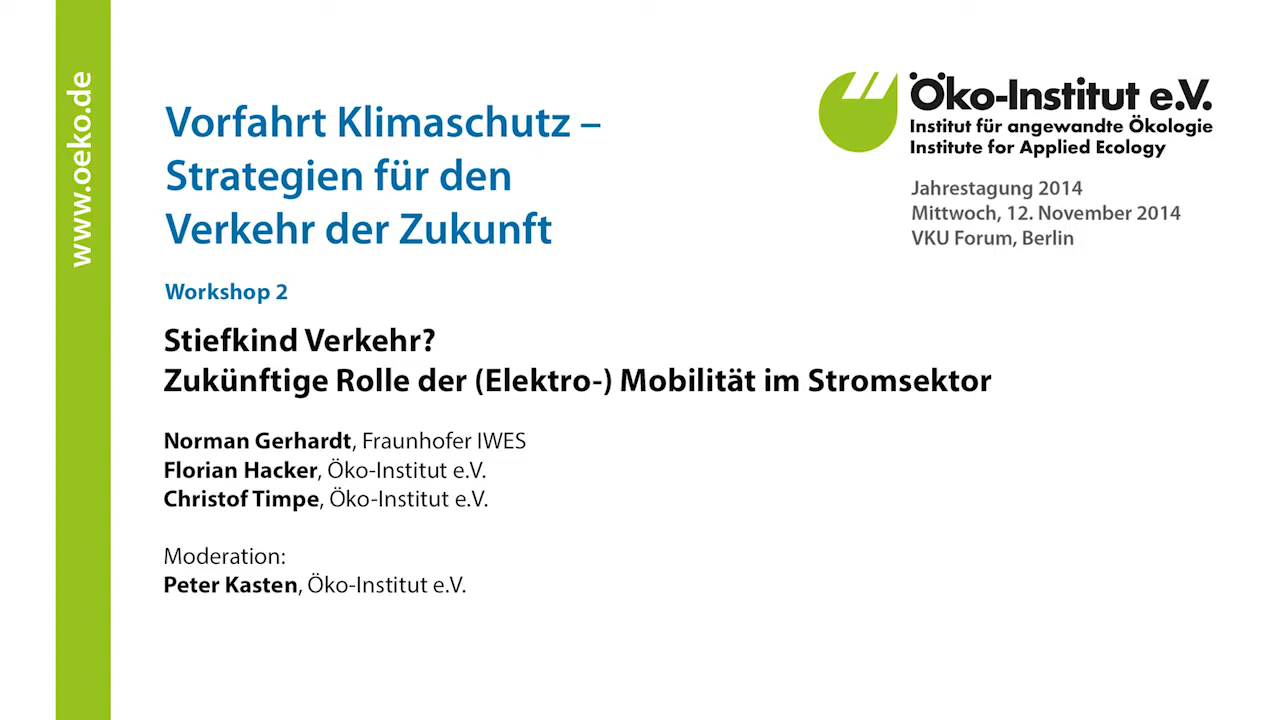 www.oeko.de
Vorfahrt Klimaschutz –
Strategien für den
Verkehr der Zukunft
Öko-Institut e.V.
Institut für angewandte Ökologie
Institute for Applied Ecology
Jahrestagung 2014
Mittwoch, 12. November 2014
VKU Forum, Berlin
Workshop 2
Stiefkind Verkehr?
Zukünftige Rolle der (Elektro-) Mobilität im Stromsektor
Norman Gerhardt, Fraunhofer IWES
Florian Hacker, Öko-Institut e.V.
Christof Timpe, Öko-Institut e.V.
Moderation:
Peter Kasten, Öko-Institut e.V.